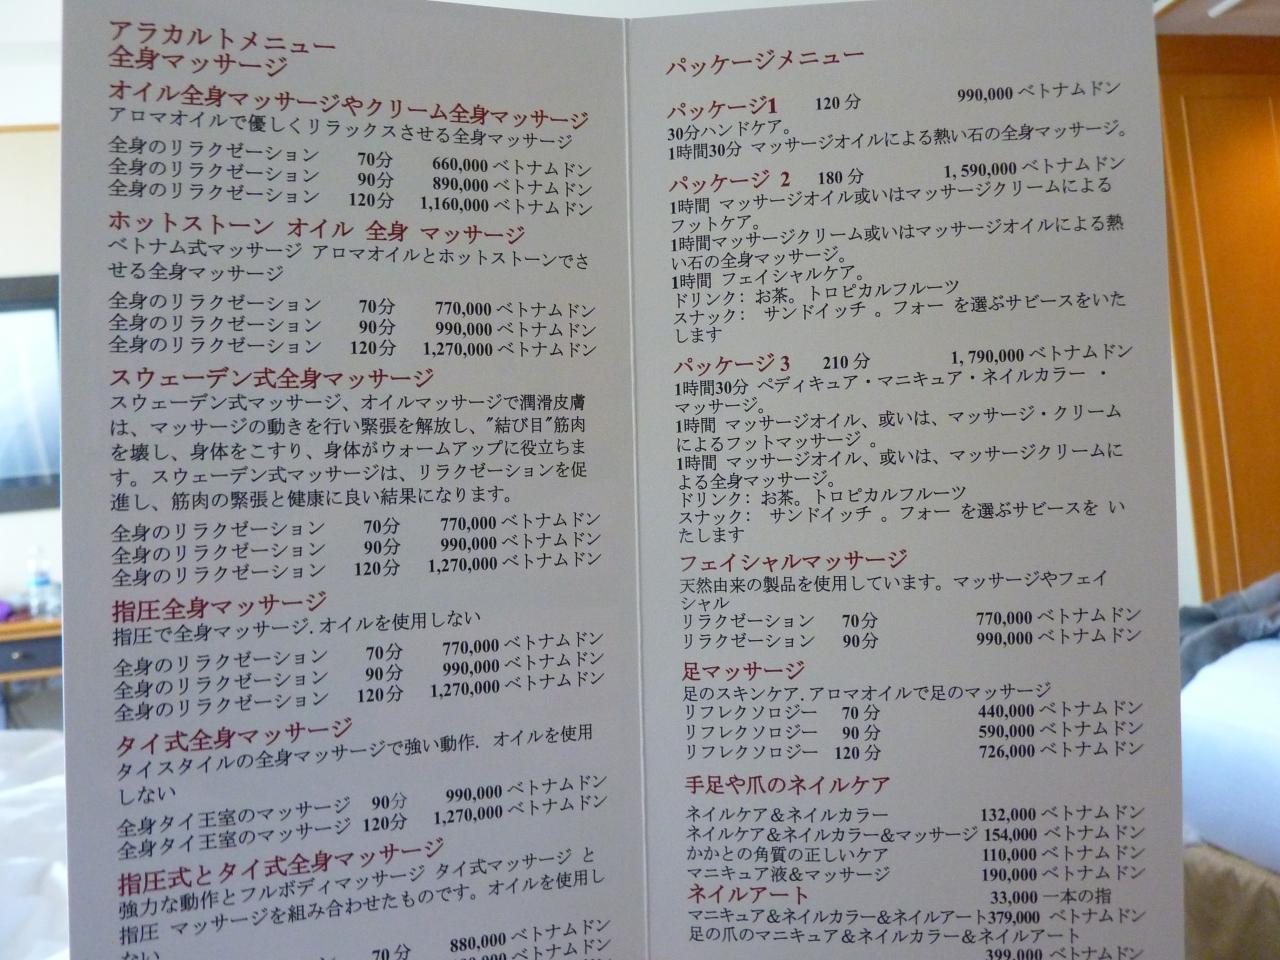 アラカルトメニュー
全身マッサージ
オイル全身マッサージやクリーム全身マッサージ
アロマオイルで優しくリラックスさせる全身マッサージ
全身のリラクゼーション 70分 660,000 ベトナムドン
全身のリラクゼーション 90分 890,000 ベトナムドン
全身のリラクゼーション 120分 1,160,000 ベトナムドン
ホットストーン オイル 全身 マッサージ
ベトナム式マッサージ アロマオイルとホットストーンでさ
せる全身マッサージ
全身のリラクゼーション 70分 770,000 ベトナムドン
全身のリラクゼーション 90分 990,000 ベトナムドン
全身のリラクゼーション 120分 1,270,000 ベトナムドン
スウェーデン式全身マッサージ
スウェーデン式マッサージ、オイルマッサージで潤滑皮膚
は、マッサージの動きを行い緊張を解放し、"結び目"筋肉
を壊し、身体をこすり、身体がウォームアップに役立ちま
す。スウェーデン式マッサージは、リラクゼーションを促
進し、筋肉の緊張と健康に良い結果になります。
全身のリラクゼーション 70分 770,000 ベトナムドン
全身のリラクゼーション 90分 990,000 ベトナムドン
全身のリラクゼーション 120分 1,270,000 ベトナムドン
指圧全身マッサージ
指圧で全身マッサージ. オイルを使用しない
全身のリラクゼーション 70分 770,000 ベトナムドン
全身のリラクゼーション 90分 990,000 ベトナムドン
全身のリラクゼーション 120分 1,270,000 ベトナムドン
タイ式全身マッサージ
タイスタイルの全身マッサージで強い動作. オイルを使用
しない
全身タイ王室のマッサージ 90分 990,000 ベトナムドン
全身タイ王室のマッサージ 120分 1,270,000 ベトナムドン
指圧式とタイ式全身マッサージ
強力な動作とフルボディマッサージ タイ式マッサージ と
指圧 マッサージを組み合わせたものです。オイルを使用し
ない
70分 880,000 ベトナムドン
パッケージメニュー
パッケージ1 120 分 990,000 ベトナムドン
30分ハンドケア。
1時間30分 マッサージオイルによる熱い石の全身マッサージ。
パッケージ 2 180 分 1,590,000 ベトナムドン
1時間 マッサージオイル或いはマッサージクリームによる
フットケア。
1時間マッサージクリーム或いはマッサージオイルによる熱
い石の全身マッサージ。
1時間 フェイシャルケア。
ドリンク: お茶。トロピカルフルーツ
スナック: サンドイッチ 。フォー を選ぶサビースをいた
します
パッケージ 3 210 分 1,790,000 ベトナムドン
1時間30分 ペディキュア・マニキュア・ネイルカラー ・
マッサージ。
1時間 マッサージオイル、或いは、マッサージ・クリーム
によるフットマッサージ 。
1時間 マッサージオイル、或いは、マッサージクリームに
よる全身マッサージ。
ドリンク: お茶。トロピカルフルーツ
スナック: サンドイッチ 。フォー を選ぶサビースを い
たします
フェイシャルマッサージ
天然由来の製品を使用しています。マッサージやフェイ
シャル
リラクゼーション 70分 770,000 ベトナムドン
リラクゼーション 90分 990,000 ベトナムドン
足マッサージ
足のスキンケア. アロマオイルで足のマッサージ
リフレクソロジー 70 分 440,000 ベトナムドン
リフレクソロジー 90 分 590,000 ベトナムドン
リフレクソロジー 120 分 726,000 ベトナムドン
手足や爪のネイルケア
ネイルケア＆ネイルカラー 132,000 ベトナムドン
ネイルケア＆ネイルカラー＆マッサージ 154,000 ベトナムドン
かかとの角質の正しいケア 110,000 ベトナムドン
マニキュア液＆マッサージ 190,000 ベトナムドン
ネイルアート 33,000 一本の指
マニキュア＆ネイルカラー＆ネイルアート379,000 ベトナムドン
足の爪のマニキュア＆ネイルカラー＆ネイルアート
399,000 ベトナムドン